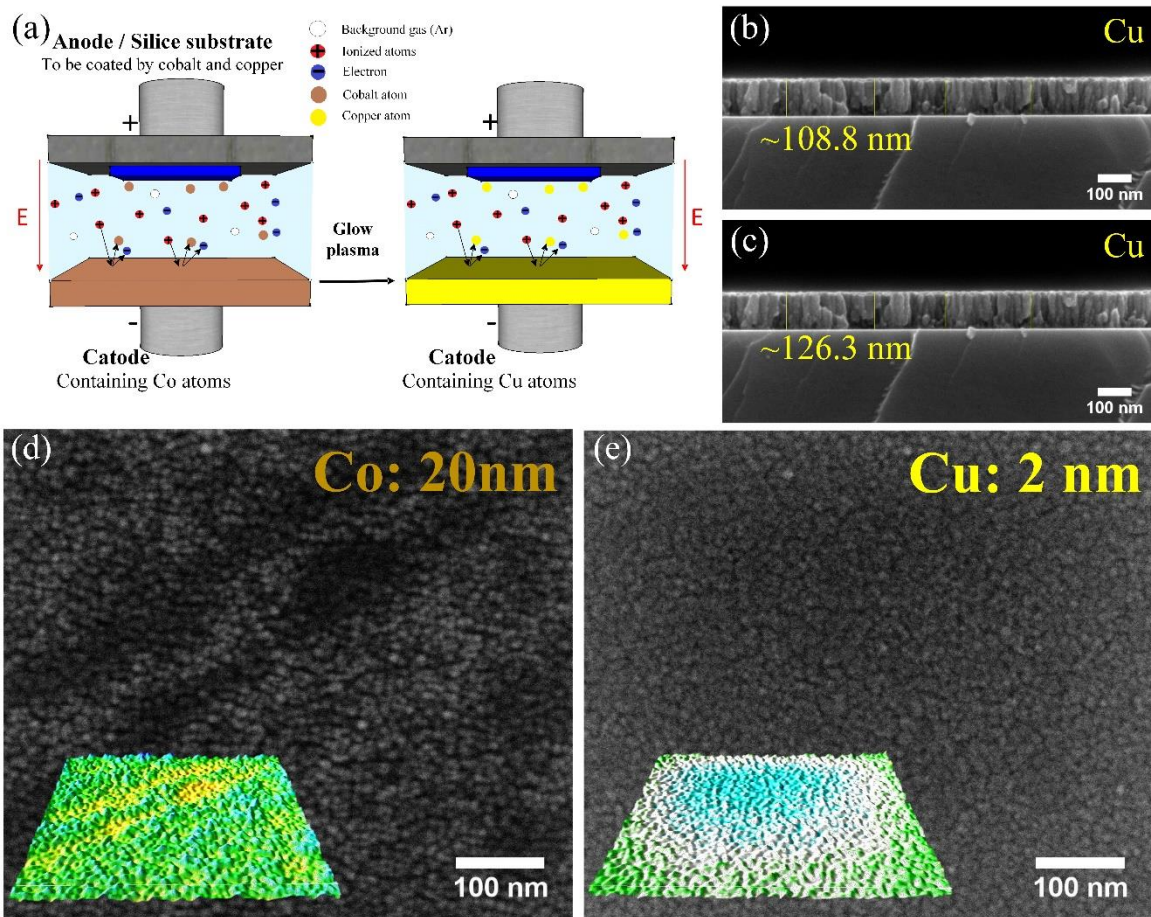 (a)
Anode / Silice substrate
To be coated by cobalt and copper
Background gas (Ar)
Ionized atoms
Electron
Cobalt atom
Copper atom
+
+
E
E
Glow
plasma
-
-
Catode
Containing Co atoms
Catode
Containing Cu atoms
(b)
Cu
~108.8 nm
100 nm
(c)
Cu
~126.3 nm
100 nm
(d)
Co: 20nm
100 nm
(e)
Cu: 2 nm
100 nm